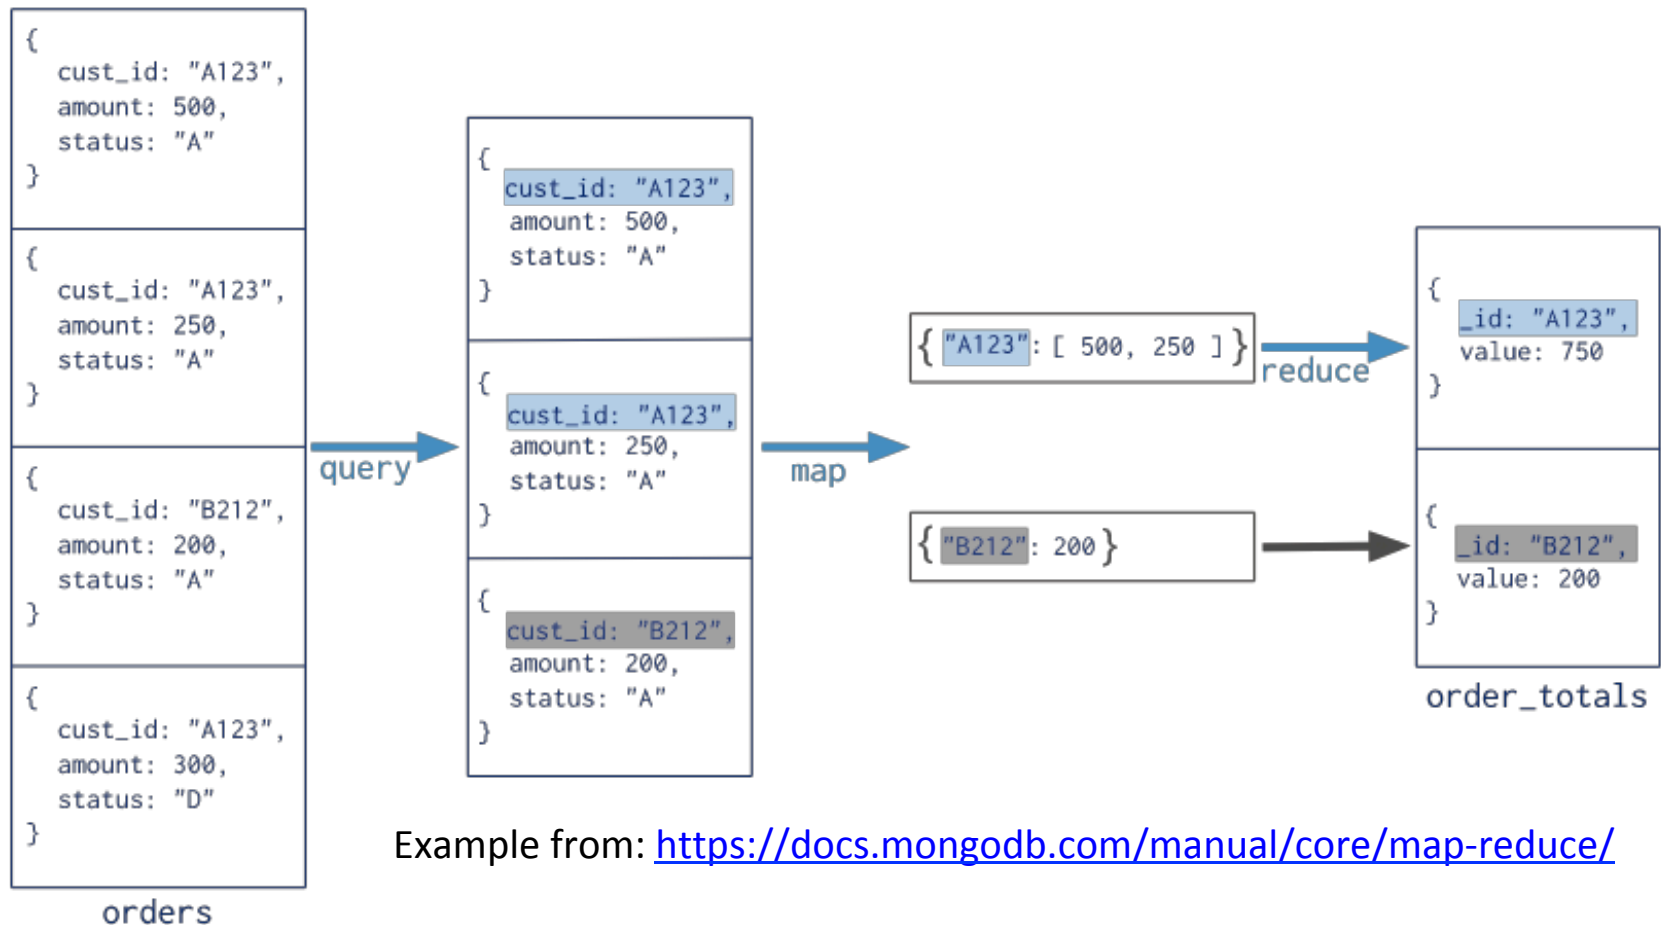 {
cust_id: "A123",
amount: 500,
status: "A"
}
{
cust_id: "A123",
amount: 250,
status: "A"
}
{
cust_id: "B212",
amount: 200,
status: "A"
}
{
cust_id: "A123",
amount: 300,
status: "D"
}
orders
query
{
cust_id: "A123",
amount: 500,
status: "A"
}
{
cust_id: "A123",
amount: 250,
status: "A"
}
{
cust_id: "B212",
amount: 200,
status: "A"
}
map
{ "A123": [ 500, 250 ] }
reduce
{ "B212": 200 }
{
_id: "A123",
value: 750
}
{
_id: "B212",
value: 200
}
order_totals
Example from: https://docs.mongodb.com/manual/core/map-reduce/